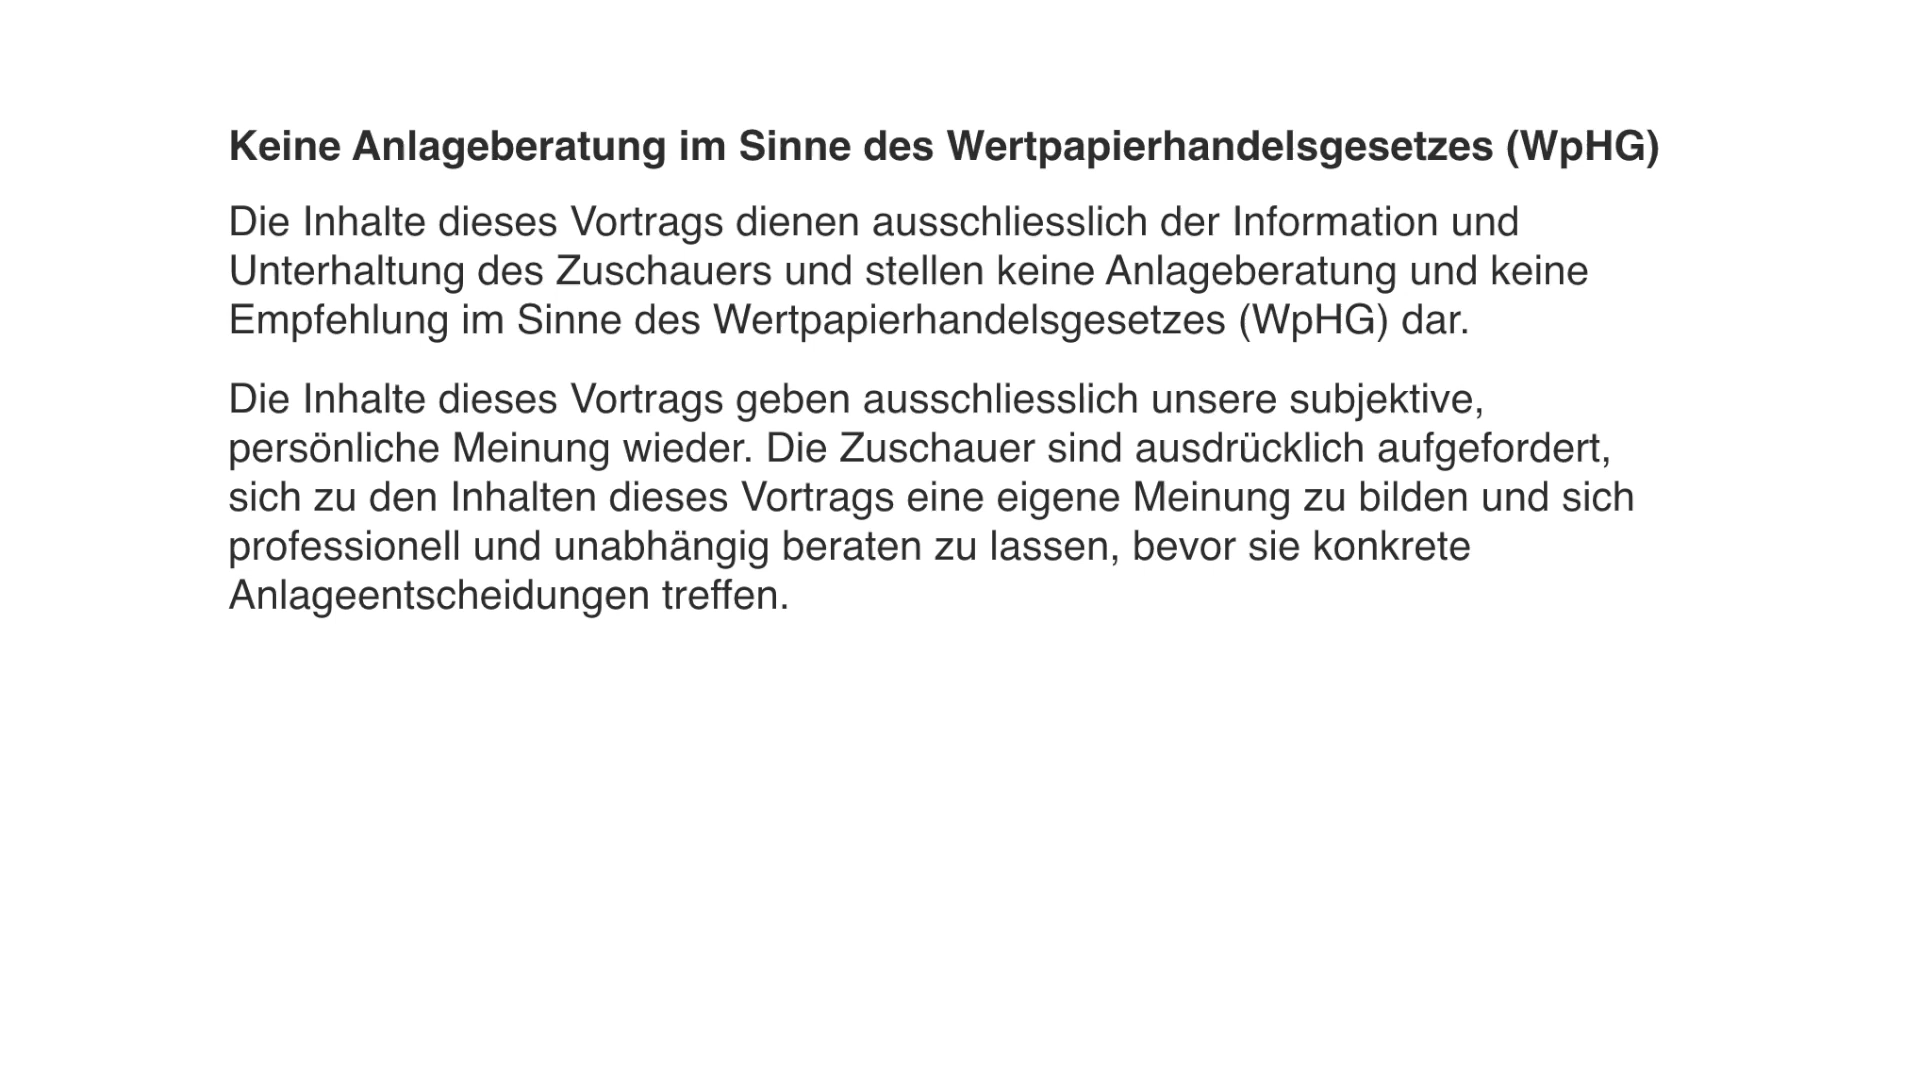 Keine Anlageberatung im Sinne des Wertpapierhandelsgesetzes (WpHG)
Die Inhalte dieses Vortrags dienen ausschliesslich der Information und
Unterhaltung des Zuschauers und stellen keine Anlageberatung und keine
Empfehlung im Sinne des Wertpapierhandelsgesetzes (WpHG) dar.
Die Inhalte dieses Vortrags geben ausschliesslich unsere subjektive,
persönliche Meinung wieder. Die Zuschauer sind ausdrücklich aufgefordert,
sich zu den Inhalten dieses Vortrags eine eigene Meinung zu bilden und sich
professionell und unabhängig beraten zu lassen, bevor sie konkrete
Anlageentscheidungen treffen.